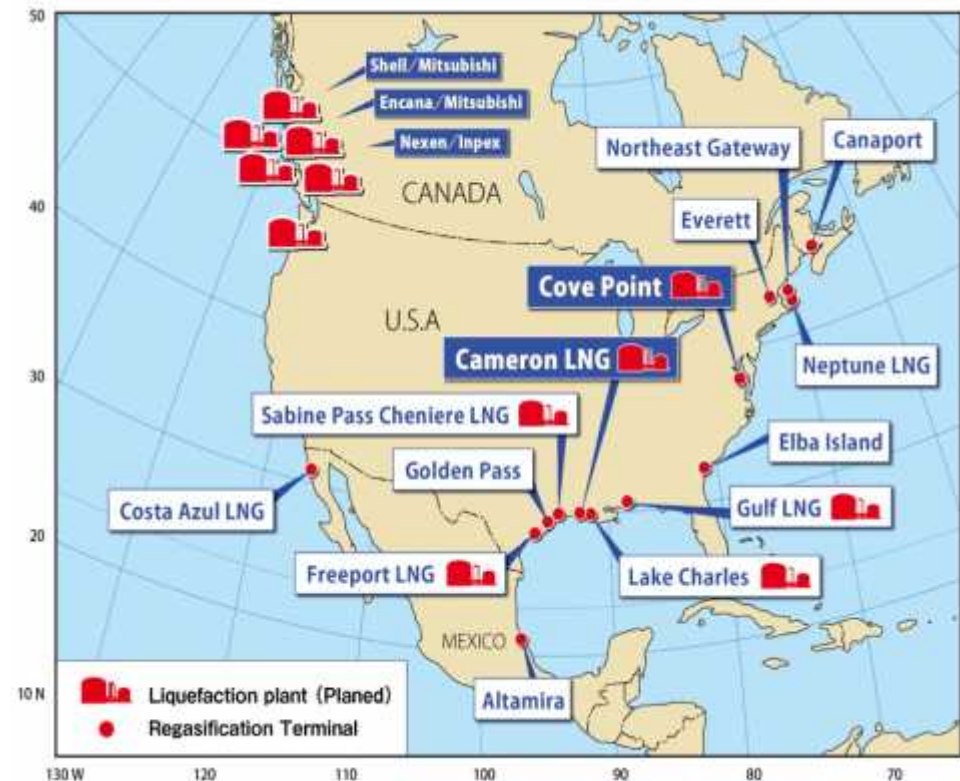 50
40
30
20
10 N
130 W
120
110
100
90
80
70
Shell/Mitsubishi
Encana/Mitsubishi
Nexen/Inpex
CANADA
Northeast Gateway
Canaport
Everett
Cove Point
U.S.A
Cameron LNG
Neptune LNG
Sabine Pass Cheniere LNG
Golden Pass
Elba Island
Costa Azul LNG
Gulf LNG
Freeport LNG
Lake Charles
MEXICO
Altamira
Liquefaction plant (Planed)
Regasification Terminal